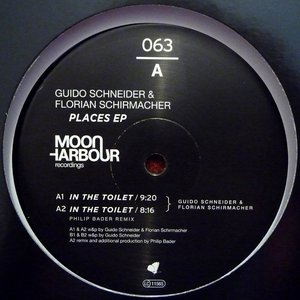 063
A
GUIDO SCHNEIDER &
FLORIAN SCHIRMACHER
PLACES EP
MOON
HARBOUR
recordings
A1 IN THE TOILET / 9:20
A2 IN THE TOILET / 8:16
PHILIP BADER REMIX
GUIDO SCHNEIDER &
FLORIAN SCHIRMACHER
A1 & A2 w&p by Guido Schneider & Florian Schirmacher
B1 & B2 w&p by Guido Schneider
A2 remix and additional production by Philip Bader
LC 11565